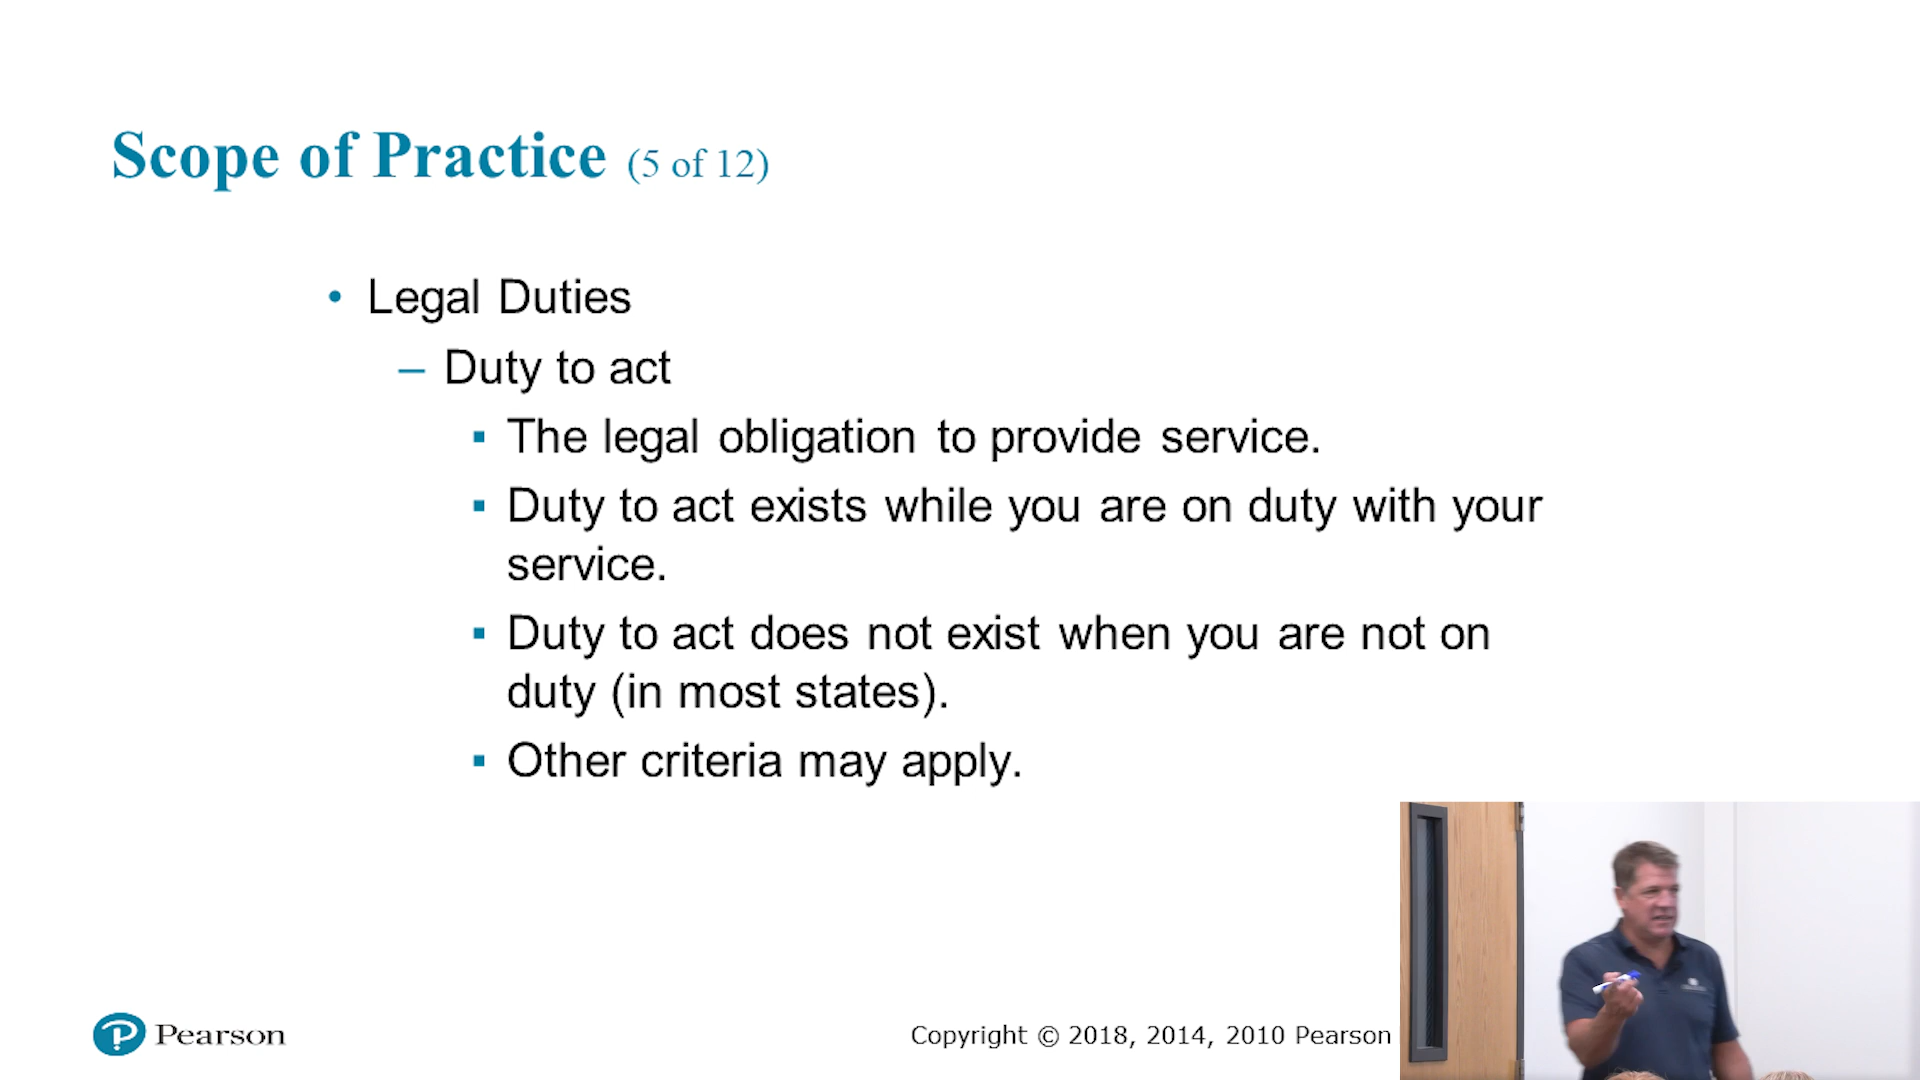 Scope of Practice (5 of 12)
• Legal Duties
– Duty to act
▪ The legal obligation to provide service.
▪ Duty to act exists while you are on duty with your
service.
▪ Duty to act does not exist when you are not on
duty (in most states).
▪ Other criteria may apply.
Pearson
Copyright © 2018, 2014, 2010 Pearson